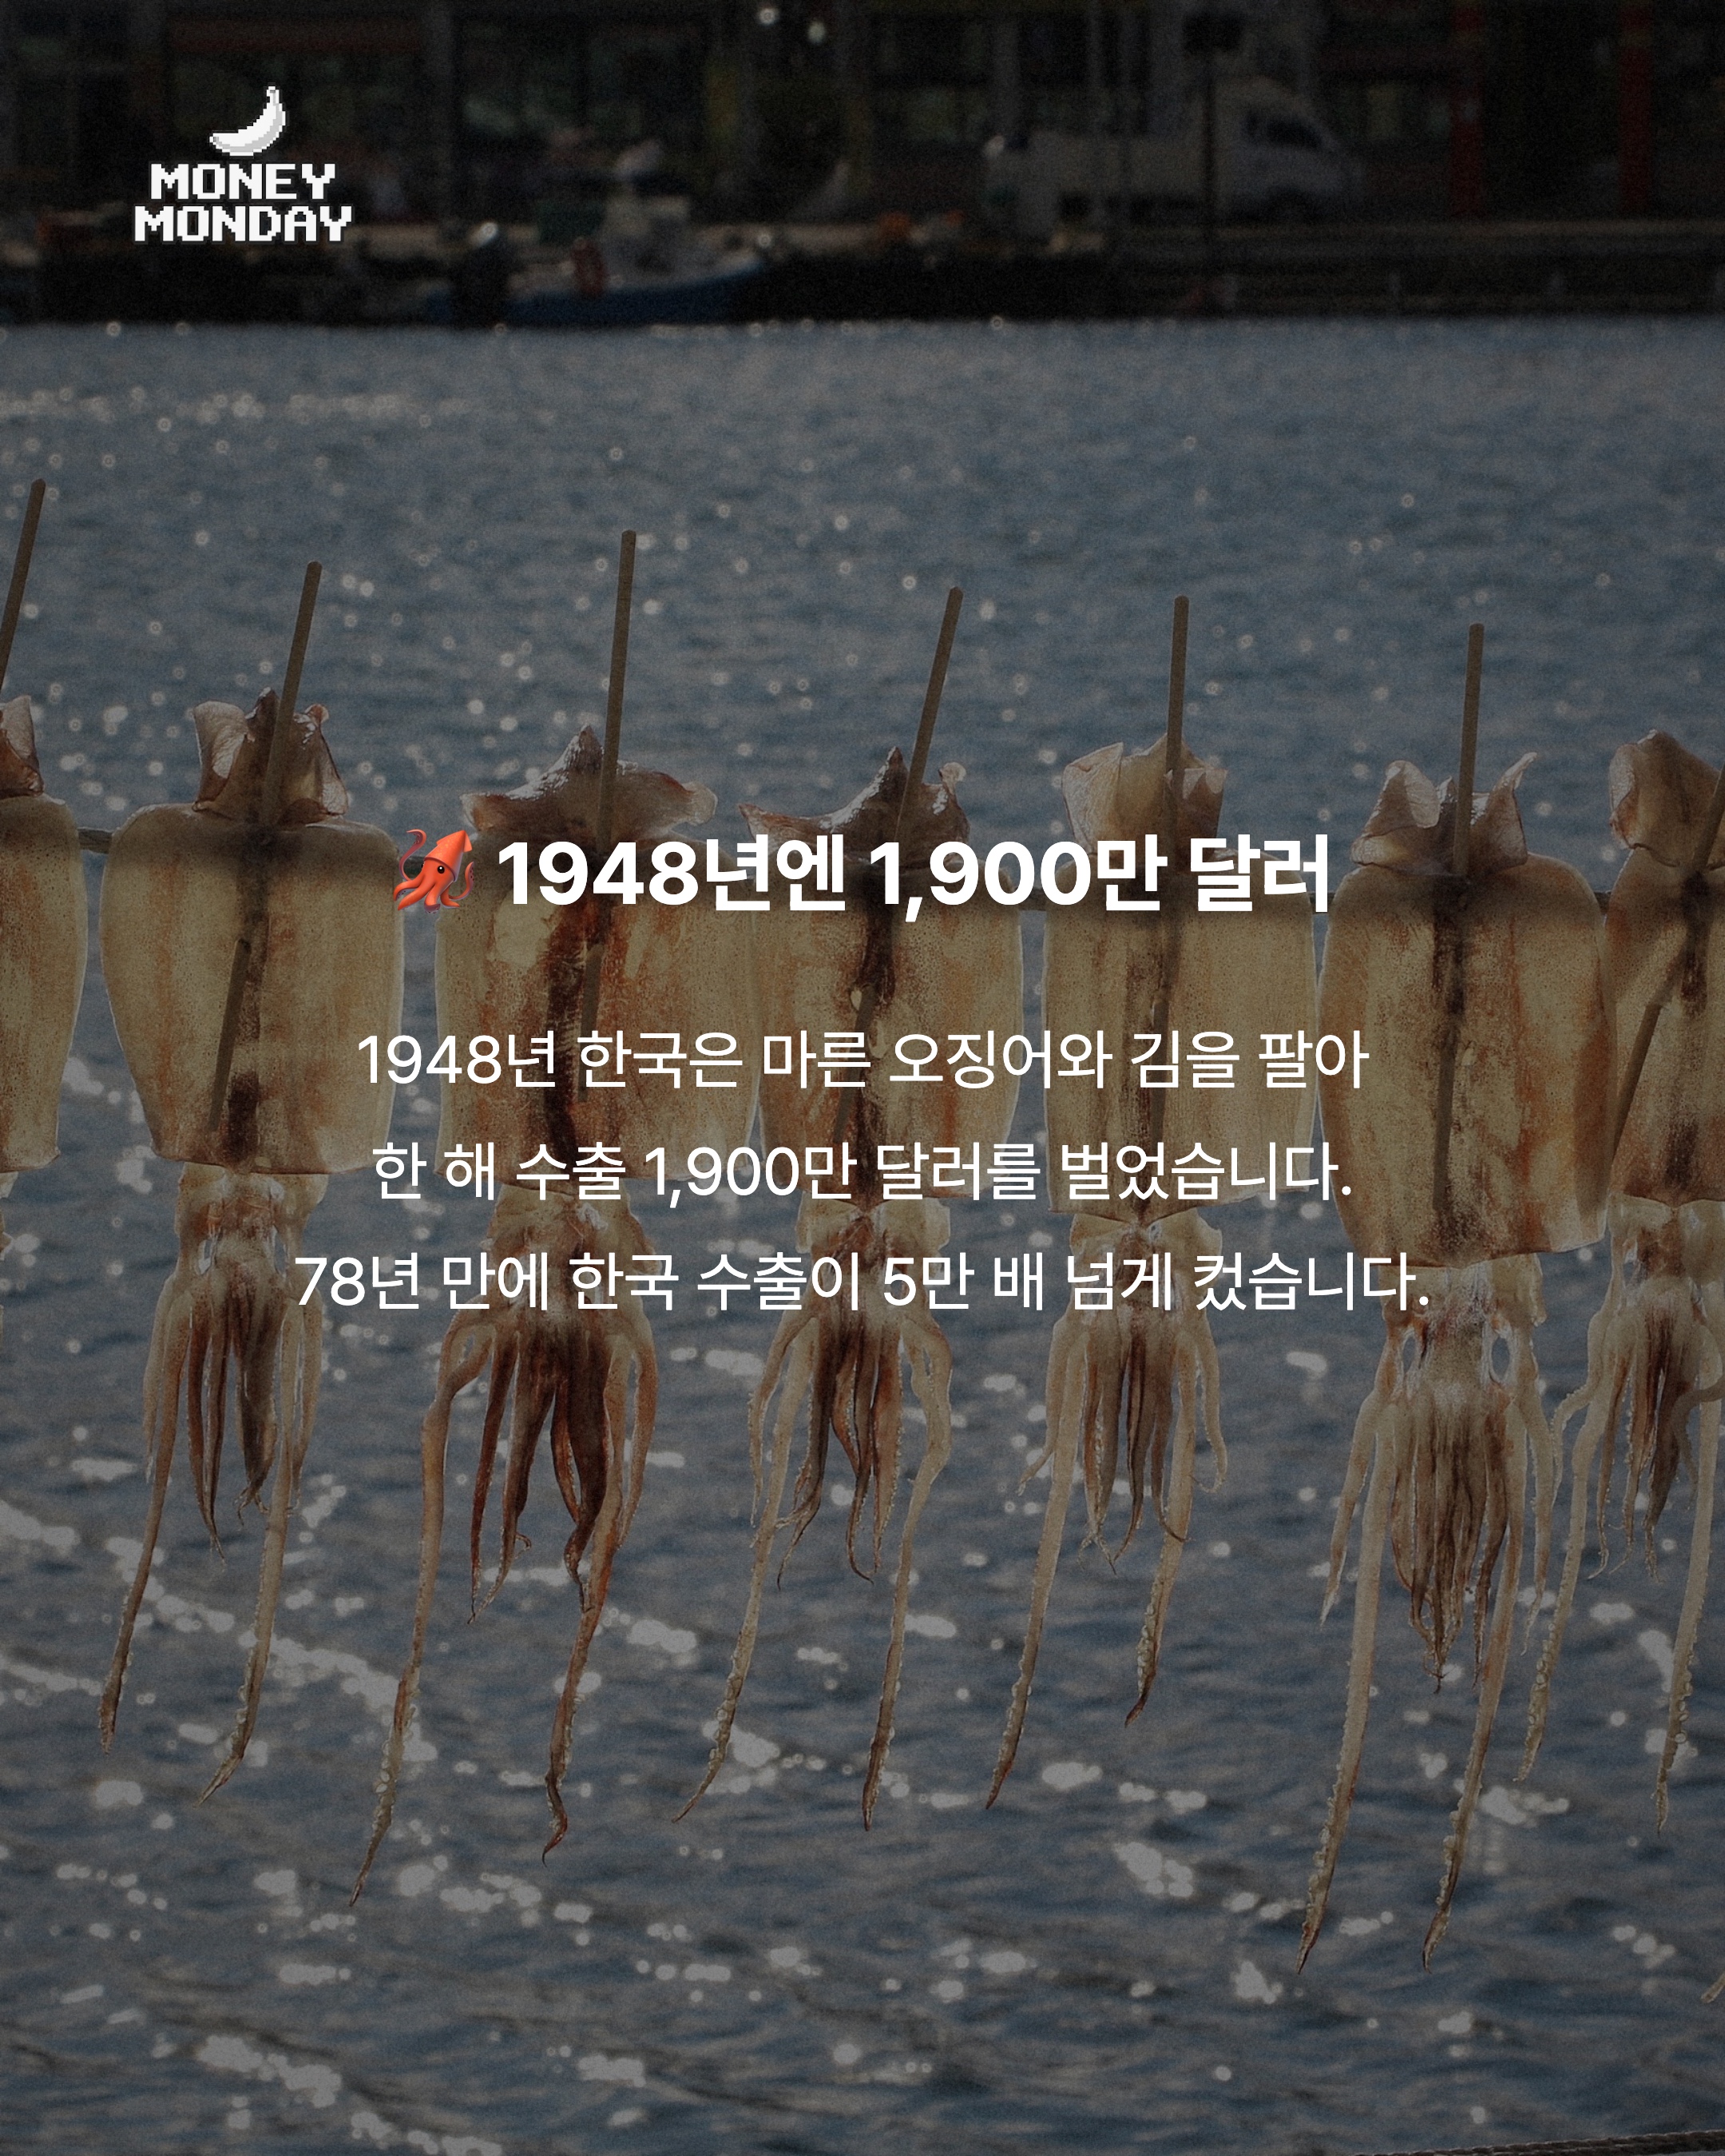 MONEY
MONDAY
🦑 1948년엔 1,900만 달러
1948년 한국은 마른 오징어와 김을 팔아
한 해 수출 1,900만 달러를 벌었습니다.
78년 만에 한국 수출이 5만 배 넘게 컸습니다.